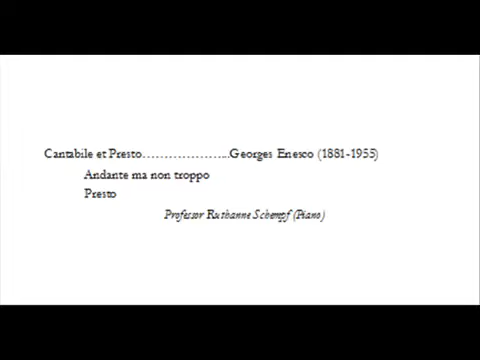 Cantabile et Presto………………...Georges Enesco (1881-1955)
Andante ma non troppo
Presto
Professor Ruthanne Schempf (Piano)